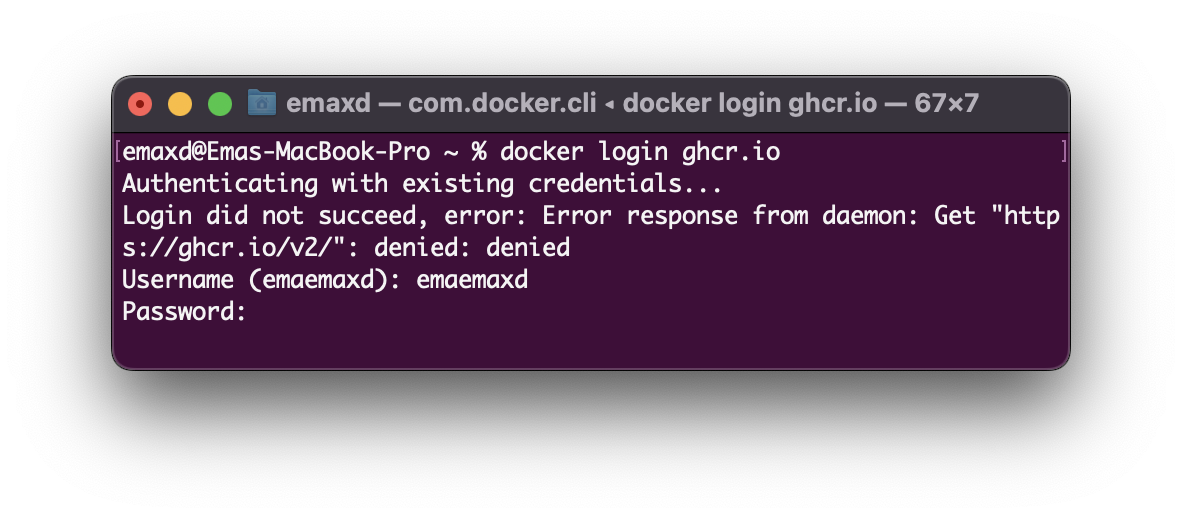 emaxd — com.docker.cli ◂ docker login ghcr.io — 67×7
[emaxd@Emas-MacBook-Pro ~ % docker login ghcr.io ]
Authenticating with existing credentials...
Login did not succeed, error: Error response from daemon: Get "http
s://ghcr.io/v2/": denied: denied
Username (emaemaxd): emaemaxd
Password: